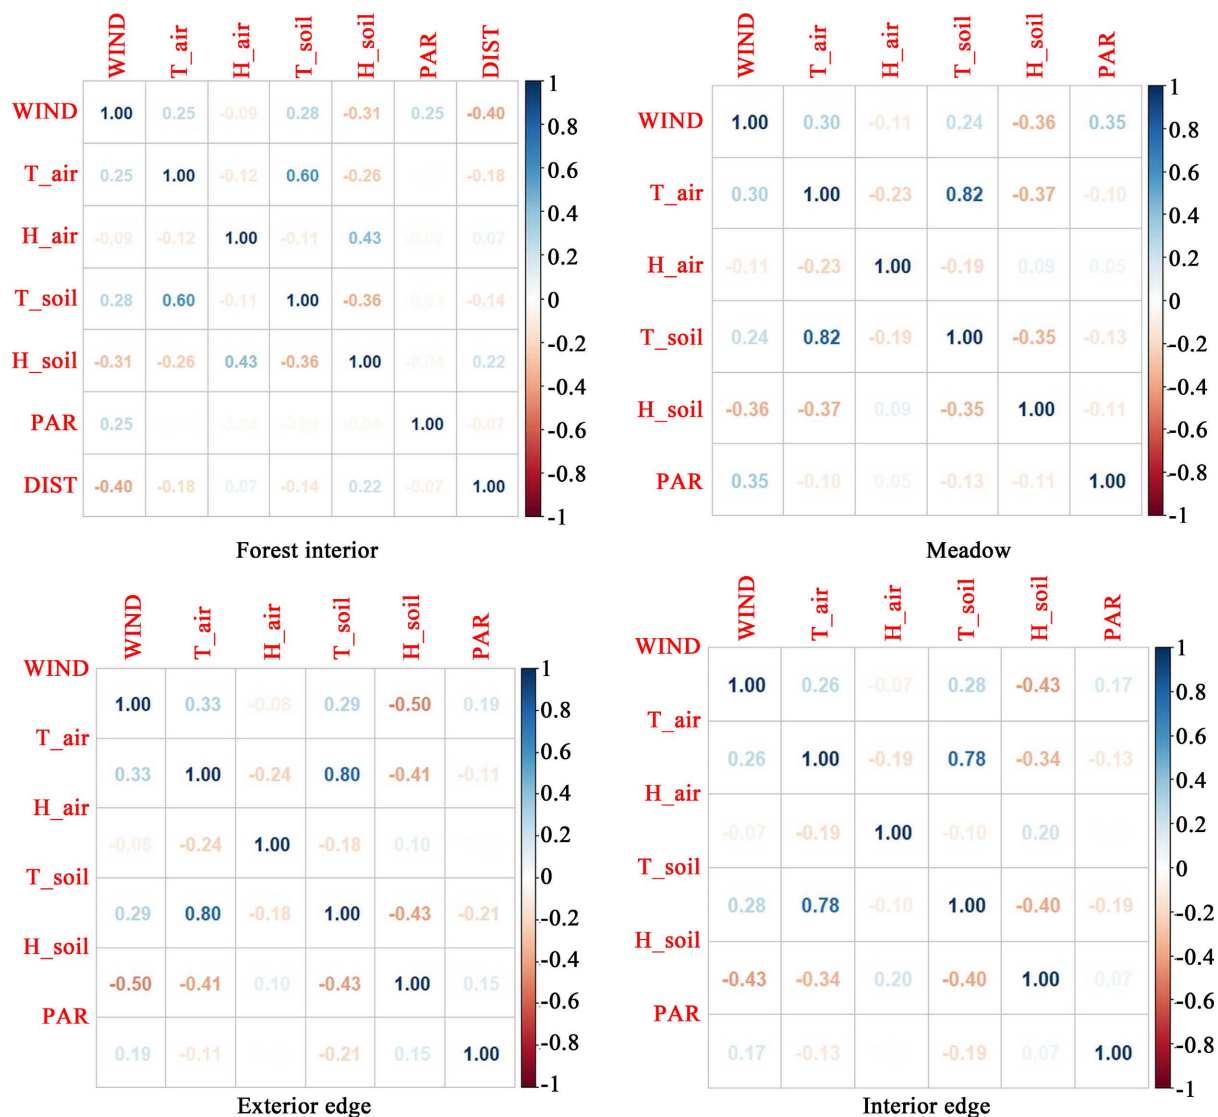 WIND T_air H_air T_soil H_soil PAR DIST
WIND 1.00 0.25 -0.09 0.28 -0.31 0.25 -0.40
T_air 0.25 1.00 -0.12 0.60 -0.26 -0.18
H_air -0.09 -0.12 1.00 -0.11 0.43 0.07
T_soil 0.28 0.60 -0.11 1.00 -0.36 -0.02 -0.14
H_soil -0.31 -0.26 0.43 -0.36 1.00 -0.04 0.22
PAR 0.25 -0.02 -0.04 1.00 -0.07
DIST -0.40 -0.18 0.07 -0.14 0.22 -0.07 1.00
1
0.8
0.6
0.4
0.2
0
-0.2
-0.4
-0.6
-0.8
-1
Forest interior
WIND T_air H_air T_soil H_soil PAR
WIND 1.00 0.30 -0.11 0.24 -0.36 0.35
T_air 0.30 1.00 -0.23 0.82 -0.37 -0.10
H_air -0.11 -0.23 1.00 -0.19 0.09 0.05
T_soil 0.24 0.82 -0.19 1.00 -0.35 -0.13
H_soil -0.36 -0.37 0.09 -0.35 1.00 -0.11
PAR 0.35 -0.10 0.05 -0.13 -0.11 1.00
1
0.8
0.6
0.4
0.2
0
-0.2
-0.4
-0.6
-0.8
-1
Meadow
WIND T_air H_air T_soil H_soil PAR
WIND
1.00 0.33 -0.08 0.29 -0.50 0.19
T_air
0.33 1.00 -0.24 0.80 -0.41 -0.11
H_air
-0.08 -0.24 1.00 -0.18 0.10
T_soil
0.29 0.80 -0.18 1.00 -0.43 -0.21
H_soil
-0.50 -0.41 0.10 -0.43 1.00 0.15
PAR
0.19 -0.11 -0.21 0.15 1.00
1
0.8
0.6
0.4
0.2
0
-0.2
-0.4
-0.6
-0.8
-1
Exterior edge
WIND T_air H_air T_soil H_soil PAR
WIND
1.00 0.26 -0.07 0.28 -0.43 0.17
T_air
0.26 1.00 -0.19 0.78 -0.34 -0.13
H_air
-0.07 -0.19 1.00 -0.10 0.20
T_soil
0.28 0.78 -0.10 1.00 -0.40 -0.19
H_soil
-0.43 -0.34 0.20 -0.40 1.00 0.07
PAR
0.17 -0.13 -0.19 0.07 1.00
1
0.8
0.6
0.4
0.2
0
-0.2
-0.4
-0.6
-0.8
-1
Interior edge